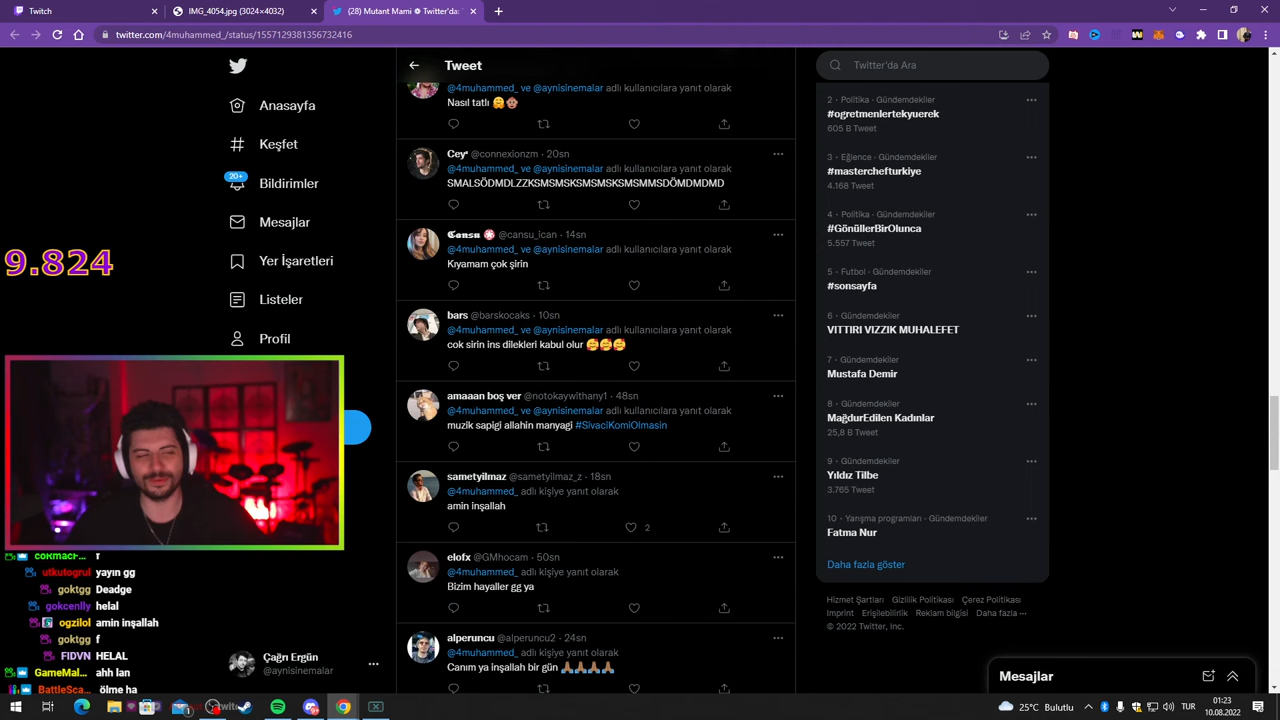 Twitch
IMG_4054.jpg (3024×4032)
(28) Mutant Mami
twitter.com/4muhammed_/status/1557129381356732416
Tweet
Twitter'da Ara
Anasayfa
Keşfet
20+
Bildirimler
Mesajlar
Yer İşaretleri
Listeler
Profil
Çağrı Ergün
@aynisinemalar
9.824
@4muhammed_ ve @aynisinemalar adlı kullanıcılara yanıt olarak
Nasıl tatlı 🤗🙊
Cey' @connexionzm · 20sn
@4muhammed_ ve @aynisinemalar adlı kullanıcılara yanıt olarak
SMALSÖDMDLZZKSMSMSKSMSMSKSMSMMSDÖMDMDMD
𝕮𝖆𝖓𝖘𝖚 💮 @cansu_ican · 14sn
@4muhammed_ ve @aynisinemalar adlı kullanıcılara yanıt olarak
Kıyamam çok şirin
bars @barskocaks · 10sn
@4muhammed_ ve @aynisinemalar adlı kullanıcılara yanıt olarak
cok sirin ins dilekleri kabul olur 🥰🥰🥰
amaaan boş ver @notokaywithany1 · 48sn
@4muhammed_ ve @aynisinemalar adlı kullanıcılara yanıt olarak
muzik sapigi allahin manyagi #SivaciKomiOlmasin
sametyilmaz @sametyilmaz_z · 18sn
@4muhammed_ adlı kişiye yanıt olarak
amin inşallah
2
elofx @GMhocam · 50sn
@4muhammed_ adlı kişiye yanıt olarak
Bizim hayaller gg ya
alperuncu @alperuncu2 · 24sn
@4muhammed_ adlı kişiye yanıt olarak
Canım ya inşallah bir gün 🙏🏽🙏🏽🙏🏽🙏🏽
2 · Politika · Gündemdekiler
#ogretmenlertekyuerek
605 B Tweet
3 · Eğlence · Gündemdekiler
#masterchefturkiye
4.168 Tweet
4 · Politika · Gündemdekiler
#GönüllerBirOlunca
5.557 Tweet
5 · Futbol · Gündemdekiler
#sonsayfa
6 · Gündemdekiler
VITTIRI VIZZIK MUHALEFET
7 · Gündemdekiler
Mustafa Demir
8 · Gündemdekiler
MağdurEdilen Kadınlar
25,8 B Tweet
9 · Gündemdekiler
Yıldız Tilbe
3.765 Tweet
10 · Yarışma programları · Gündemdekiler
Fatma Nur
Daha fazla göster
Hizmet Şartları Gizlilik Politikası Çerez Politikası
Imprint Erişilebilirlik Reklam bilgisi Daha fazla ···
© 2022 Twitter, Inc.
Mesajlar
utkutogrul yayın gg
goktgg Deadge
gokcenlly helal
ogzilol amin inşallah
goktgg f
FIDVN HELAL
GameMal... ahh lan
BattleSca... ölme ha
25°C Bulutlu
TUR
01:23
10.08.2022